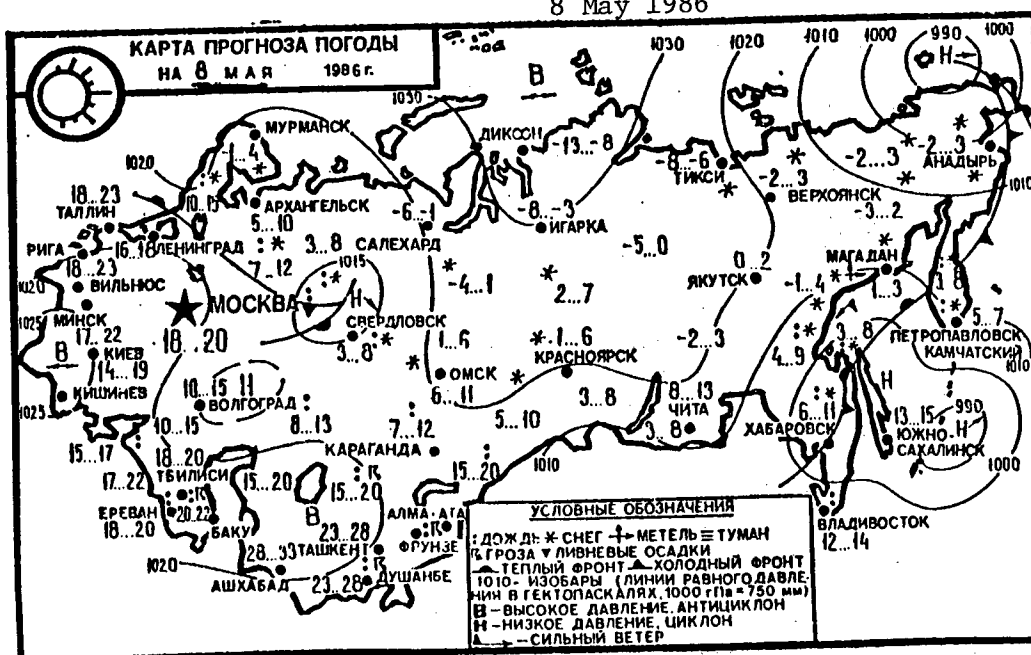 8 May 1986
КАРТА ПРОГНОЗА ПОГОДЫ
НА 8 МАЯ 1986 г.
1030
1020
1010
1000
990
1000
Н
В
1030
МУРМАНСК
-1...4
ДИКСОН
-13...-8
-8...-6
ТИКСИ
-2...3
-2...3
АНАДЫРЬ
1020
18...23
ТАЛЛИН
10...15
АРХАНГЕЛЬСК
5...10
-6...-1
САЛЕХАРД
-8...-3
ИГАРКА
-2...3
ВЕРХОЯНСК
1010
-3...2
РИГА
16...18
ЛЕНИНГРАД
3...8
-5...0
МАГАДАН
18...23
ВИЛЬНЮС
7...12
1015
0...2
ЯКУТСК
-1...4
-1...3
3...8
1020
МОСКВА
Н
-4...1
2...7
5...7
ПЕТРОПАВЛОВСК
КАМЧАТСКИЙ
1025
МИНСК
18...20
СВЕРДЛОВСК
3...8
1...6
-1...6
-2...3
4...9
3...8
1010
17...22
КИЕВ
В
КРАСНОЯРСК
14...19
КИШИНЕВ
10...15
11
ВОЛГОГРАД
ОМСК
6...11
3...8
8...13
ЧИТА
3...8
6...11
ХАБАРОВСК
Н
13...15
ЮЖНО-
САХАЛИНСК
990
Н
1025
10...15
8...13
7...12
5...10
15...17
КАРАГАНДА
1010
1000
18...20
17...22
ТБИЛИСИ
15...20
15...20
15...20
ЕРЕВАН
20...22
18...20
БАКУ
В
АЛМА-АТА
ФРУНЗЕ
23...28
ТАШКЕНТ
28...33
АШХАБАД
1020
23...28
ДУШАНБЕ
ВЛАДИВОСТОК
12...14
УСЛОВНЫЕ ОБОЗНАЧЕНИЯ
ДОЖДЬ СНЕГ МЕТЕЛЬ ТУМАН
ГРОЗА ЛИВНЕВЫЕ ОСАДКИ
ТЕПЛЫЙ ФРОНТ ХОЛОДНЫЙ ФРОНТ
1010- ИЗОБАРЫ (ЛИНИИ РАВНОГО ДАВЛЕ-
НИЯ В ГЕКТОПАСКАЛЯХ, 1000 гПа = 750 мм)
В - ВЫСОКОЕ ДАВЛЕНИЕ, АНТИЦИКЛОН
Н - НИЗКОЕ ДАВЛЕНИЕ, ЦИКЛОН
- СИЛЬНЫЙ ВЕТЕР